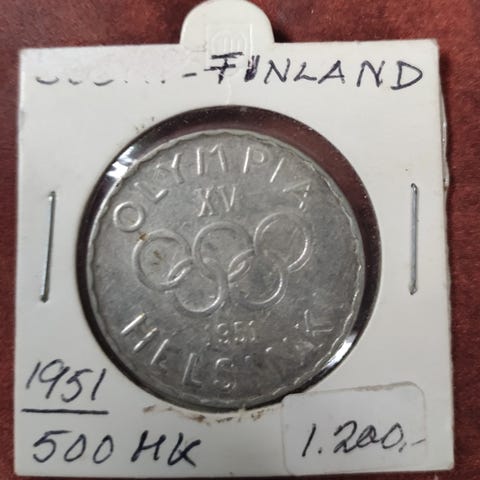 - FINLAND
OLYMPIA
XV
1951
HELSINKI
1951
500 MK
1.200,-